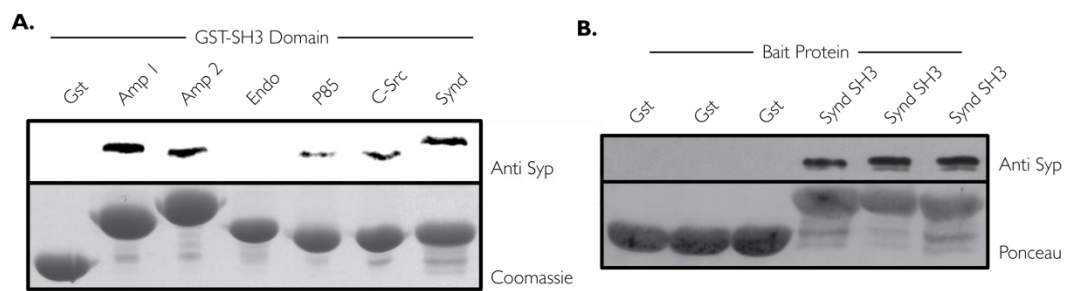 A.
GST-SH3 Domain
Gst Amp 1 Amp 2 Endo P85 C-Src Synd
Anti Syp
Coomassie
B.
Bait Protein
Gst Gst Gst Synd SH3 Synd SH3 Synd SH3
Anti Syp
Ponceau